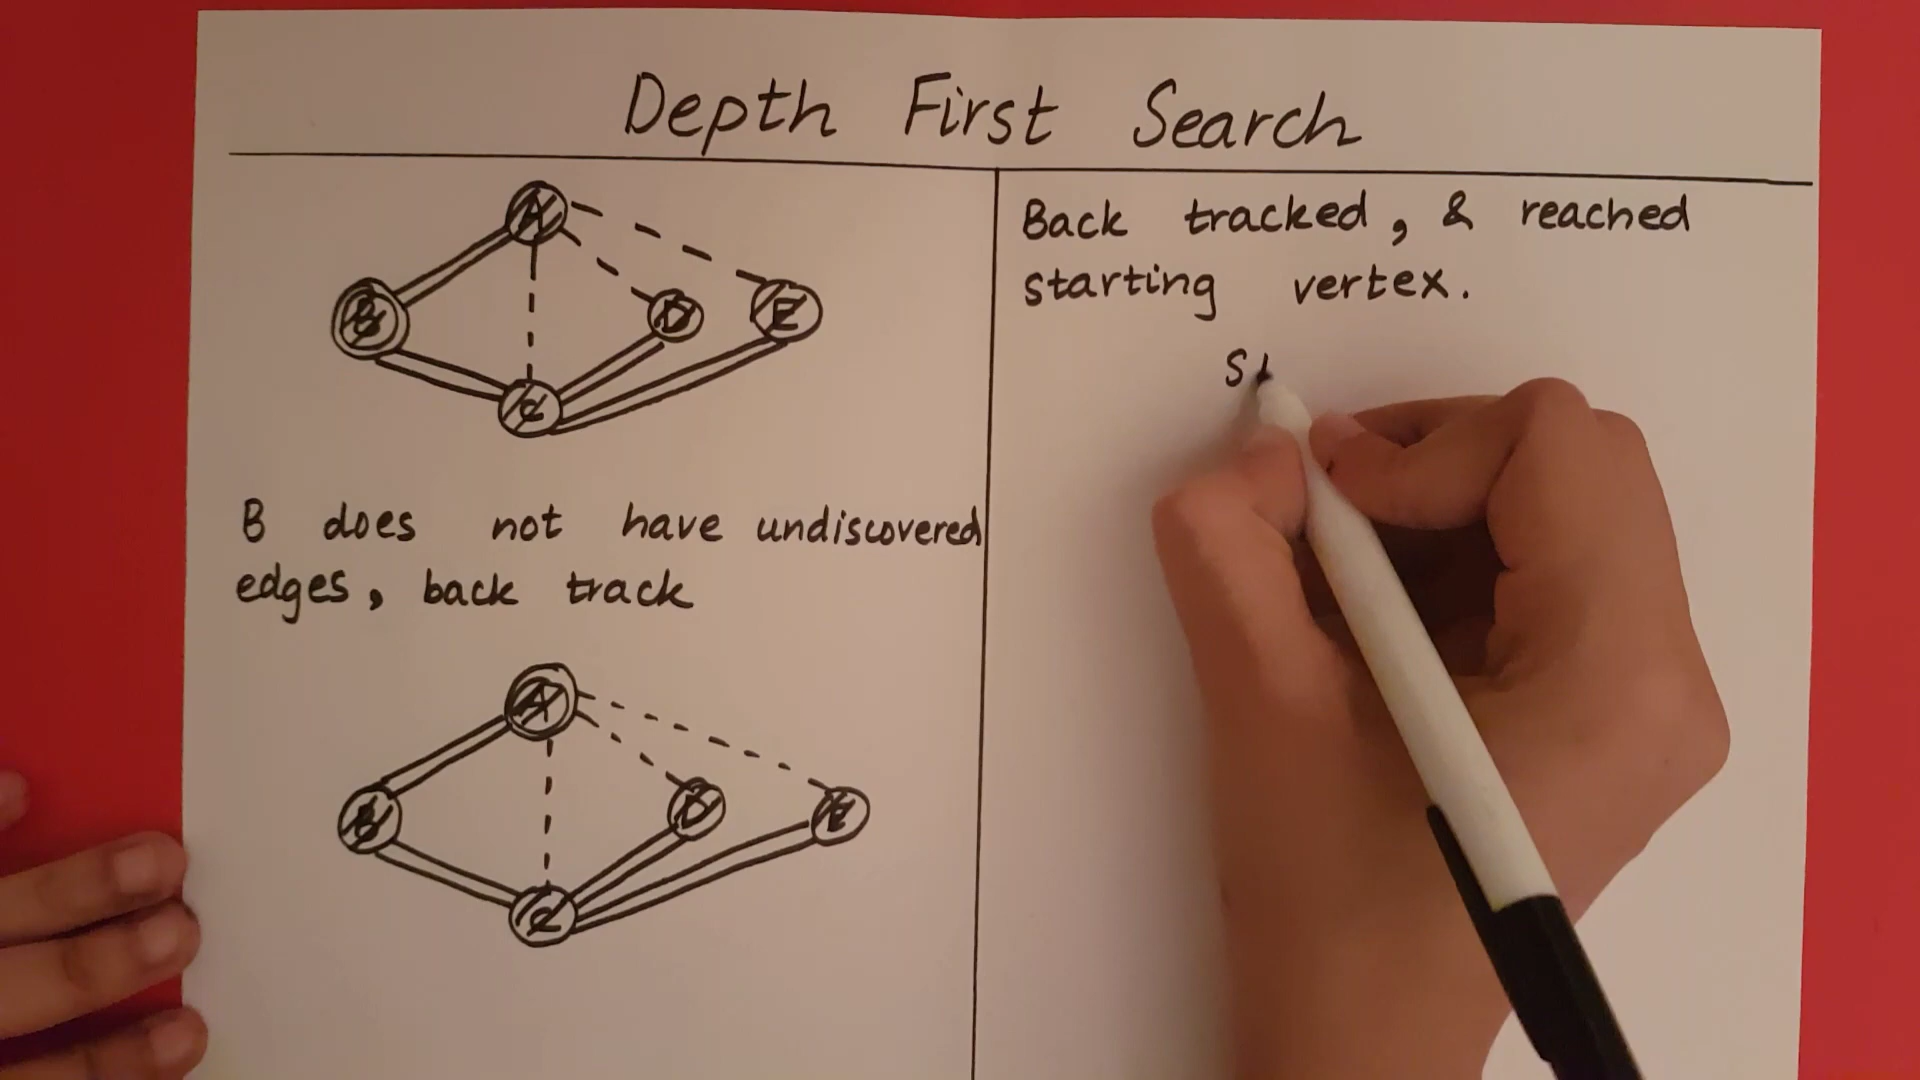 Depth First Search
A
B
D
E
C
B does not have undiscovered
edges, back track
A
B
D
E
C
Back tracked, & reached
starting vertex.